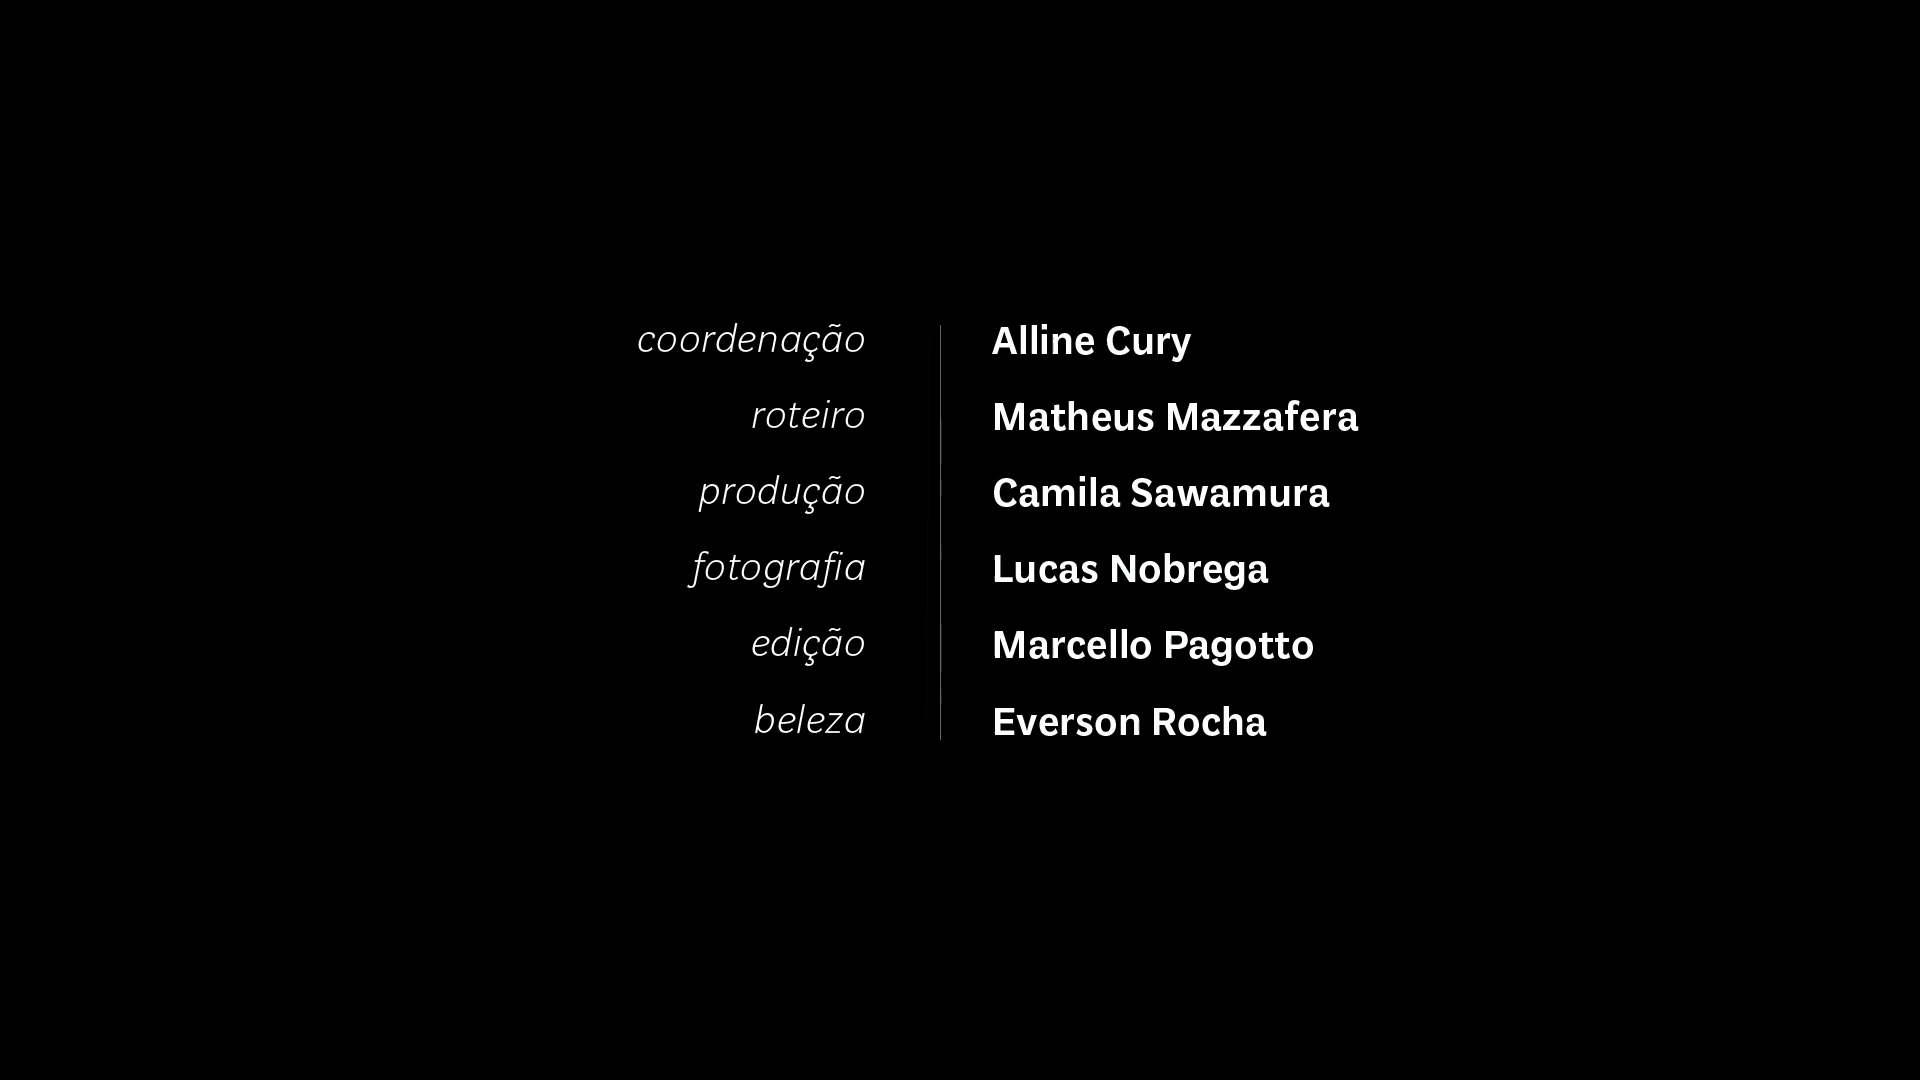 coordenação Alline Cury
roteiro Matheus Mazzafera
produção Camila Sawamura
fotografia Lucas Nobrega
edição Marcello Pagotto
beleza Everson Rocha